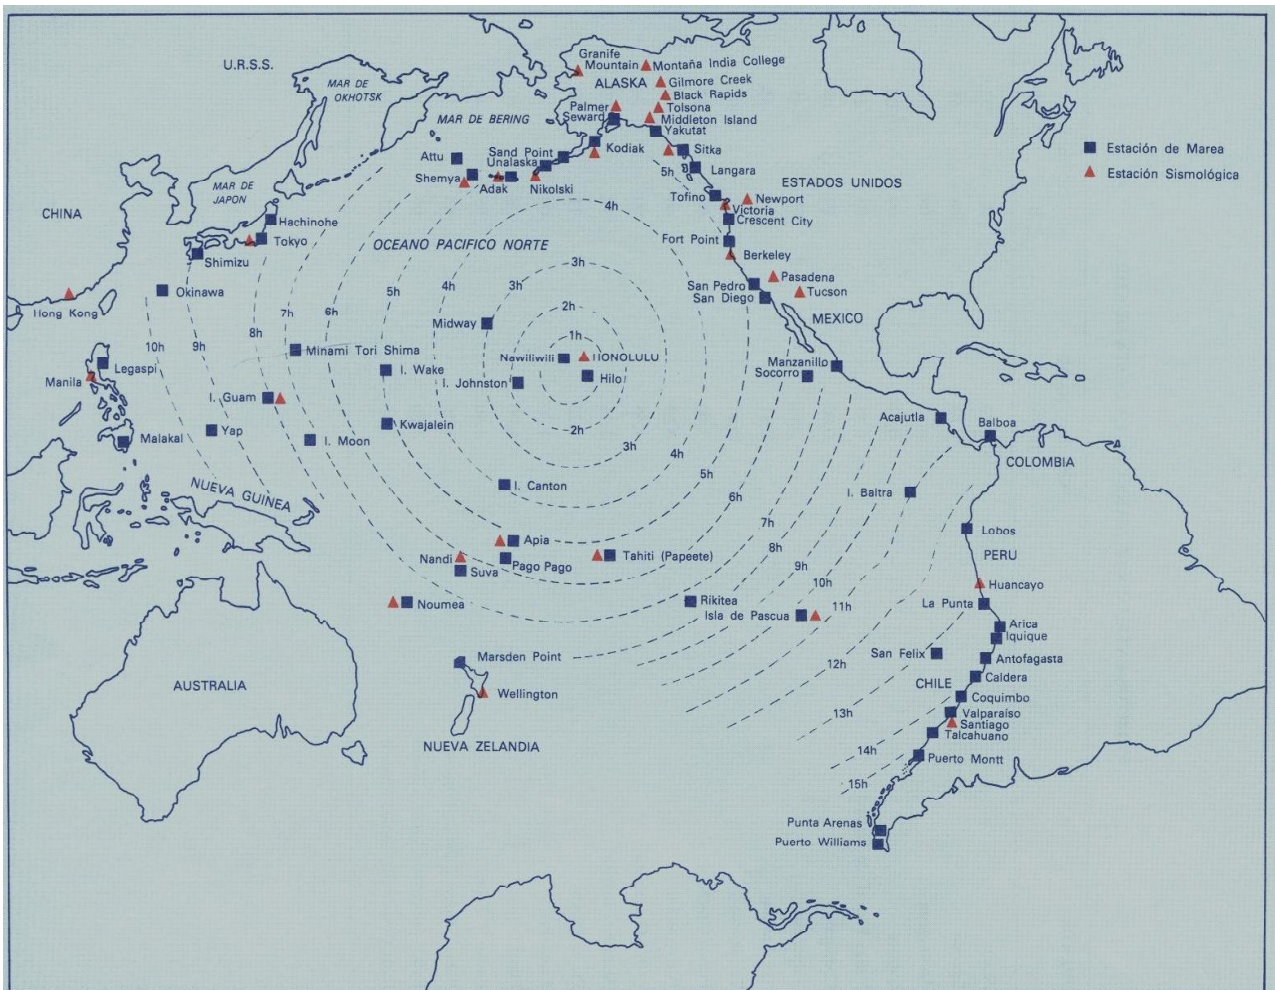 Granife
Mountain
Montaña India College
U.R.S.S.
MAR DE
OKHOTSK
ALASKA
Gilmore Creek
Black Rapids
Palmer
Tolsona
Seward
Middleton Island
MAR DE BERING
Yakutat
Attu
Sand Point
Kodiak
Sitka
Estación de Marea
Unalaska
5h
Langara
Estación Sismológica
Shemya
Adak
Nikolski
ESTADOS UNIDOS
MAR DE
JAPON
Tofino
Newport
CHINA
4h
Victoria
Hachinohe
Crescent City
Tokyo
OCEANO PACIFICO NORTE
Fort Point
Berkeley
Shimizu
3h
Pasadena
Okinawa
5h
4h
3h
San Pedro
Tucson
San Diego
Hong Kong
7h
6h
2h
MEXICO
Midway
8h
1h
10h
9h
Minami Tori Shima
Nawiliwili
HONOLULU
Manzanillo
Legaspi
I. Wake
Socorro
Manila
I. Johnston
Hilo
I. Guam
Acajutla
Kwajalein
Balboa
Malakal
Yap
I. Moon
2h
3h
4h
COLOMBIA
5h
NUEVA GUINEA
I. Canton
6h
I. Baltra
7h
Lobos
Apia
8h
Nandi
Pago Pago
Tahiti (Papeete)
PERU
Suva
9h
10h
Huancayo
Noumea
Rikitea
11h
La Punta
Isla de Pascua
Arica
Iquique
Marsden Point
San Felix
Antofagasta
12h
AUSTRALIA
Wellington
CHILE
Caldera
Coquimbo
13h
Valparaíso
Santiago
Talcahuano
NUEVA ZELANDIA
14h
Puerto Montt
15h
Punta Arenas
Puerto Williams